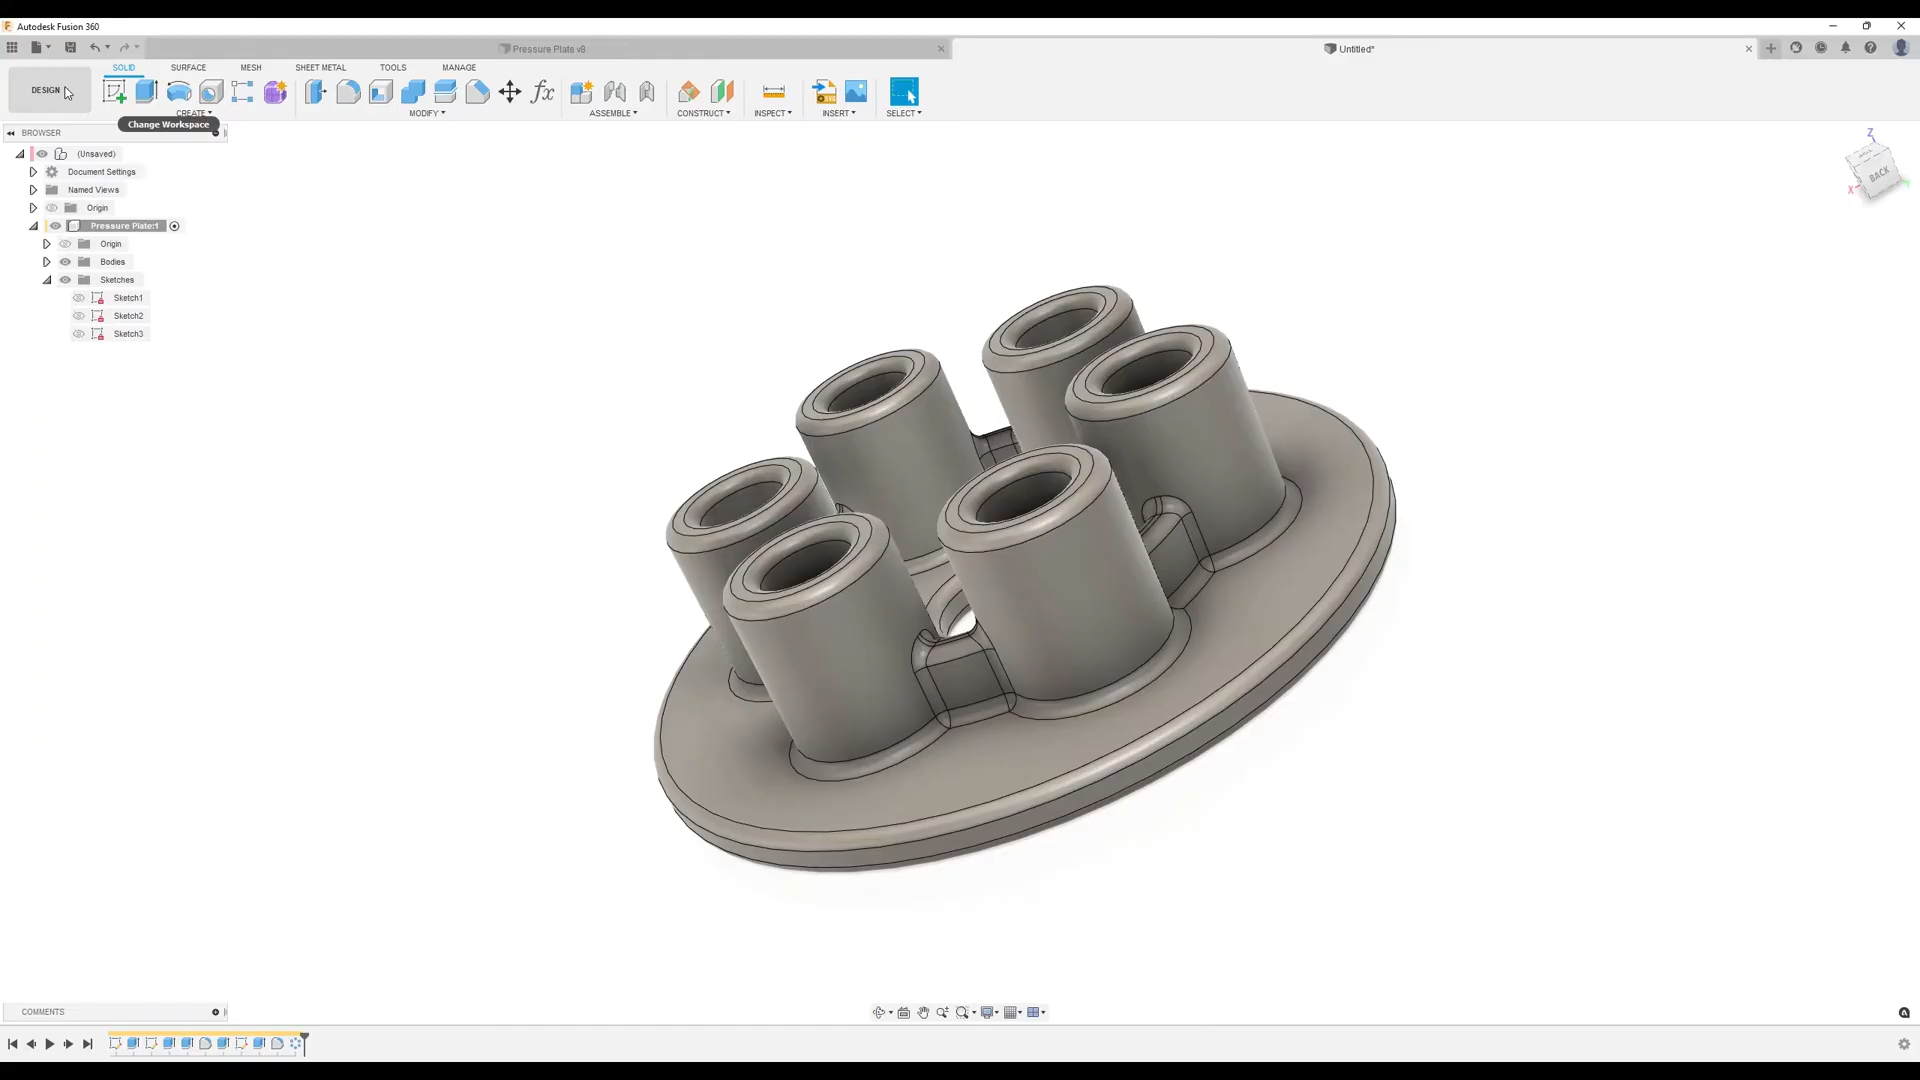 Autodesk Fusion 360
Pressure Plate v8
Untitled*
SOLID
SURFACE
MESH
SHEET METAL
TOOLS
MANAGE
DESIGN
CREATE
MODIFY
ASSEMBLE
CONSTRUCT
INSPECT
INSERT
SELECT
Change Workspace
BROWSER
(Unsaved)
Document Settings
Named Views
Origin
Pressure Plate:1
Origin
Bodies
Sketches
Sketch1
Sketch2
Sketch3
Z
BACK
X
COMMENTS